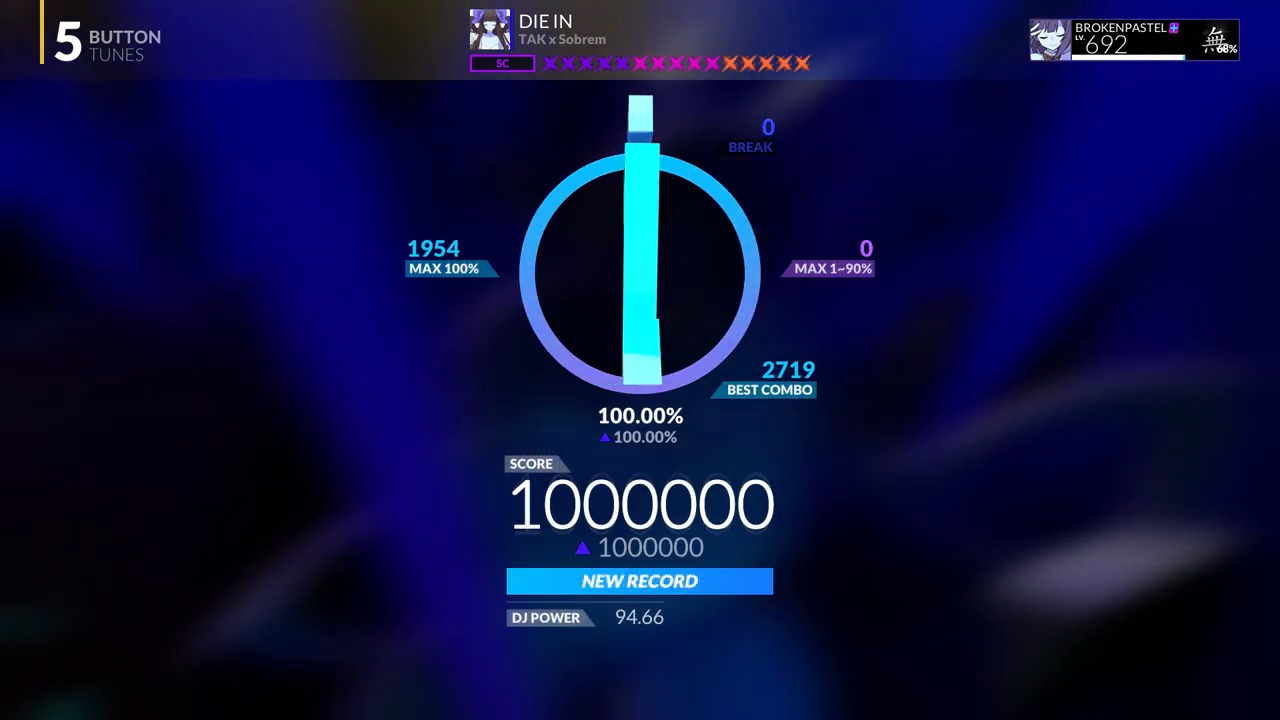 5 BUTTON
TUNES
DIE IN
TAK x Sobrem
SC
BROKENPASTEL
LV. 692
無
68%
0
BREAK
1954
MAX 100%
0
MAX 1~90%
2719
BEST COMBO
100.00%
▲ 100.00%
SCORE
1000000
▲ 1000000
NEW RECORD
DJ POWER 94.66